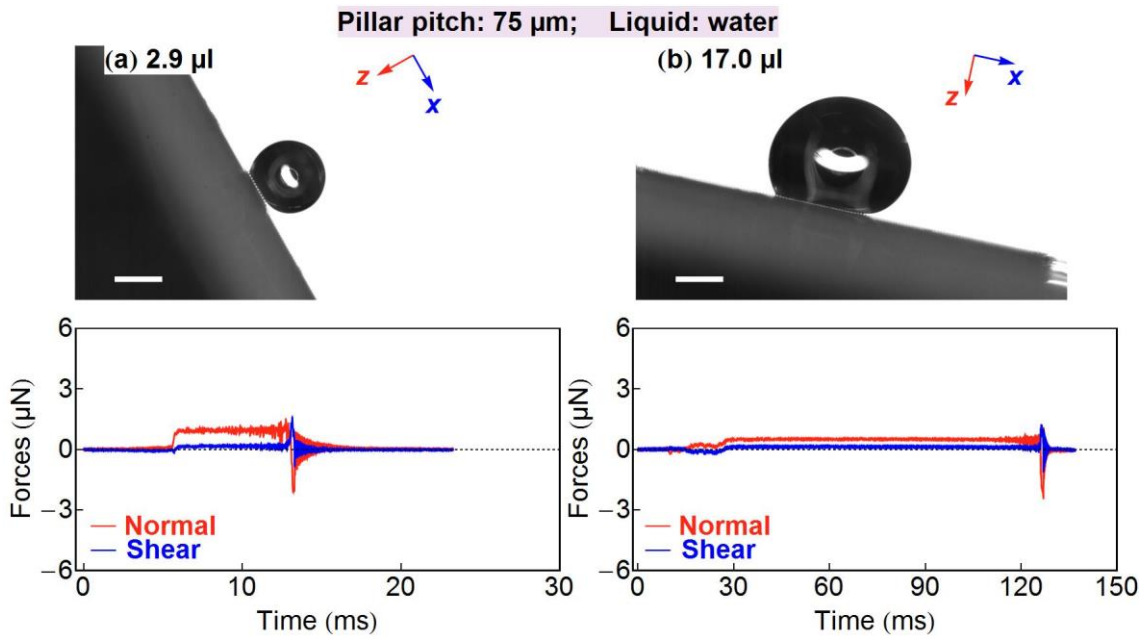 Pillar pitch: 75 µm; Liquid: water
(a) 2.9 µl
z
x
(b) 17.0 µl
z
x
6
3
0
−3
−6
Forces (µN)
Normal
Shear
0
10
20
30
Time (ms)
6
3
0
−3
−6
Forces (µN)
Normal
Shear
0
30
60
90
120
150
Time (ms)